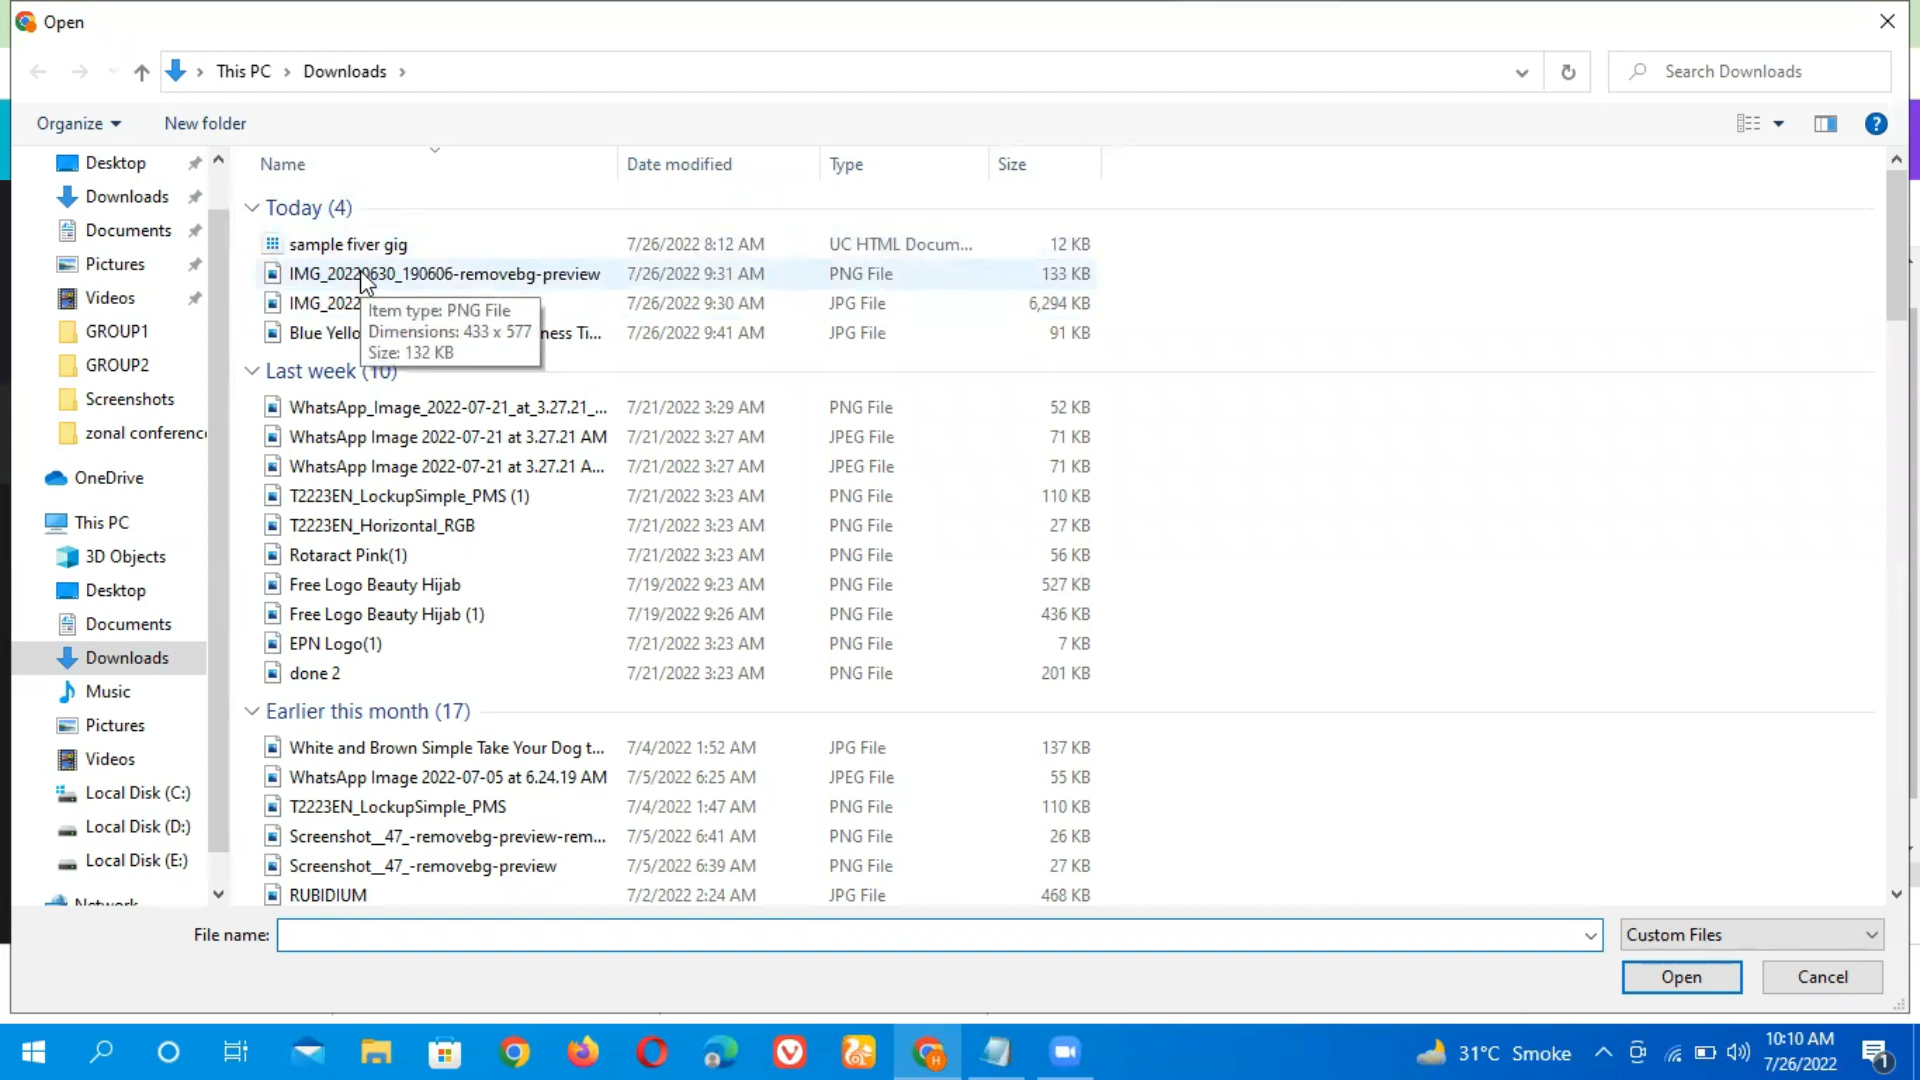 Open
This PC > Downloads >
Search Downloads
Organize
New folder
Name
Date modified
Type
Size
Desktop
Downloads
Documents
Pictures
Videos
GROUP1
GROUP2
Screenshots
zonal conferenc
OneDrive
This PC
3D Objects
Desktop
Documents
Downloads
Music
Pictures
Videos
Local Disk (C:)
Local Disk (D:)
Local Disk (E:)
Network
Today (4)
sample fiver gig 7/26/2022 8:12 AM UC HTML Docum... 12 KB
IMG_20220630_190606-removebg-preview 7/26/2022 9:31 AM PNG File 133 KB
IMG_2022 7/26/2022 9:30 AM JPG File 6,294 KB
Blue Yello ness Ti... 7/26/2022 9:41 AM JPG File 91 KB
Item type: PNG File
Dimensions: 433 x 577
Size: 132 KB
Last week (10)
WhatsApp_Image_2022-07-21_at_3.27.21_... 7/21/2022 3:29 AM PNG File 52 KB
WhatsApp Image 2022-07-21 at 3.27.21 AM 7/21/2022 3:27 AM JPEG File 71 KB
WhatsApp Image 2022-07-21 at 3.27.21 A... 7/21/2022 3:27 AM JPEG File 71 KB
T2223EN_LockupSimple_PMS (1) 7/21/2022 3:23 AM PNG File 110 KB
T2223EN_Horizontal_RGB 7/21/2022 3:23 AM PNG File 27 KB
Rotaract Pink(1) 7/21/2022 3:23 AM PNG File 56 KB
Free Logo Beauty Hijab 7/19/2022 9:23 AM PNG File 527 KB
Free Logo Beauty Hijab (1) 7/19/2022 9:26 AM PNG File 436 KB
EPN Logo(1) 7/21/2022 3:23 AM PNG File 7 KB
done 2 7/21/2022 3:23 AM PNG File 201 KB
Earlier this month (17)
White and Brown Simple Take Your Dog t... 7/4/2022 1:52 AM JPG File 137 KB
WhatsApp Image 2022-07-05 at 6.24.19 AM 7/5/2022 6:25 AM JPEG File 55 KB
T2223EN_LockupSimple_PMS 7/4/2022 1:47 AM PNG File 110 KB
Screenshot__47_-removebg-preview-rem... 7/5/2022 6:41 AM PNG File 26 KB
Screenshot__47_-removebg-preview 7/5/2022 6:39 AM PNG File 27 KB
RUBIDIUM 7/2/2022 2:24 AM JPG File 468 KB
File name:
Custom Files
Open
Cancel
31°C Smoke
10:10 AM
7/26/2022
1